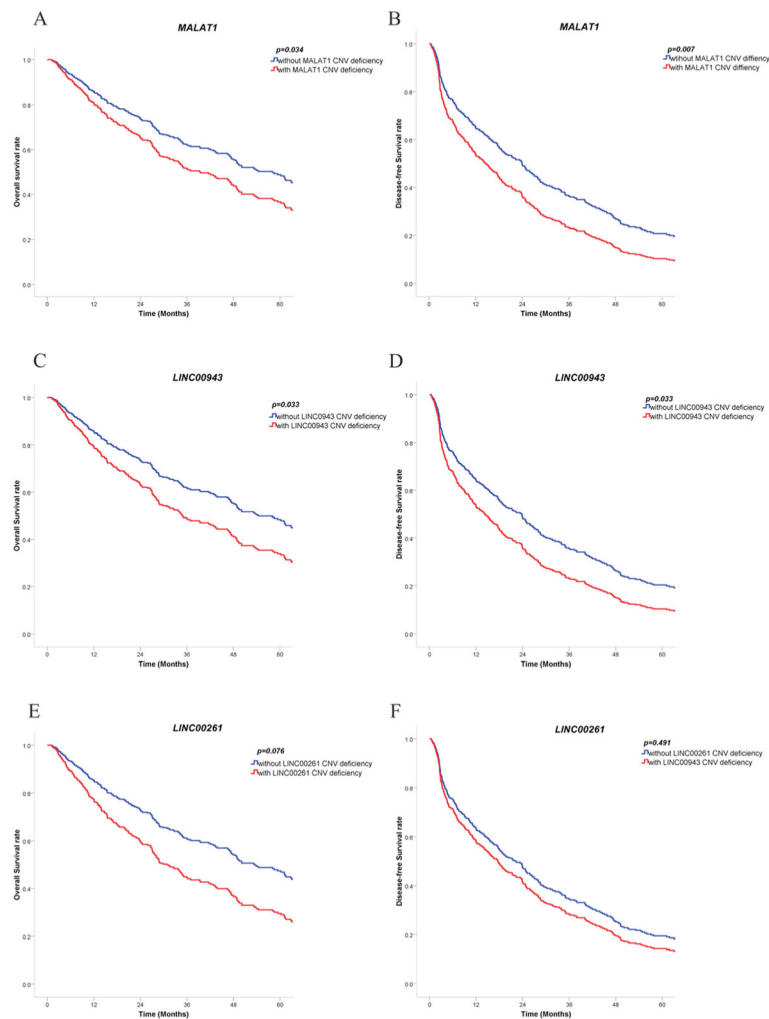 A
MALAT1
p=0.034
without MALAT1 CNV deficiency
with MALAT1 CNV deficiency
Overall survival rate
1.0
0.8
0.6
0.4
0.2
0.0
0 12 24 36 48 60
Time (Months)
B
MALAT1
p=0.007
without MALAT1 CNV diffiency
with MALAT1 CNV diffiency
Disease-free Survival rate
1.0
0.8
0.6
0.4
0.2
0.0
0 12 24 36 48 60
Time (Months)
C
LINC00943
p=0.033
without LINC0943 CNV deficiency
with LINC00943 CNV deficiency
Overall Survival rate
1.0
0.8
0.6
0.4
0.2
0.0
0 12 24 36 48 60
Time (Months)
D
LINC00943
p=0.033
without LINC00943 CNV deficiency
with LINC00943 CNV deficiency
Disease-free Survival rate
1.0
0.8
0.6
0.4
0.2
0.0
0 12 24 36 48 60
Time (Months)
E
LINC00261
p=0.076
without LINC00261 CNV deficiency
with LINC00261 CNV deficiency
Overall Survival rate
1.0
0.8
0.6
0.4
0.2
0.0
0 12 24 36 48 60
Time (Months)
F
LINC00261
p=0.491
without LINC00261 CNV deficiency
with LINC00943 CNV deficiency
Disease-free Survival rate
1.0
0.8
0.6
0.4
0.2
0.0
0 12 24 36 48 60
Time (Months)